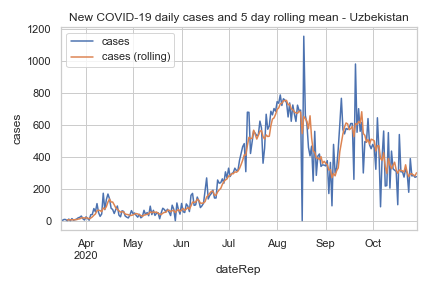 New COVID-19 daily cases and 5 day rolling mean - Uzbekistan
1200
1000
800
600
400
200
0
cases
cases
cases (rolling)
Apr
2020
May
Jun
Jul
Aug
Sep
Oct
dateRep